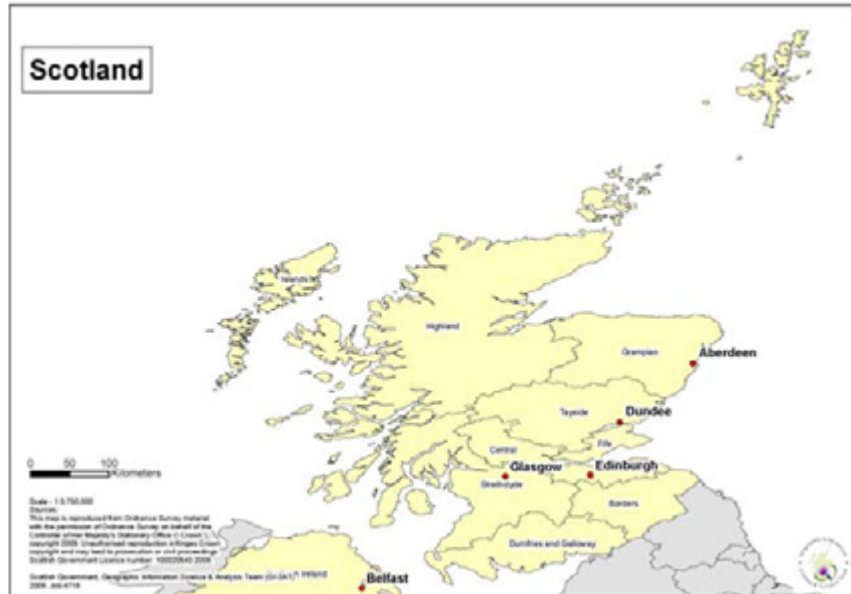 Scotland
Islands
Highland
Grampian
Aberdeen
Tayside
Dundee
Fife
Central
Glasgow
Edinburgh
Strathclyde
Borders
Dumfries and Galloway
0 50 100
Kilometers
Scale - 1:3,750,000
Sources:
This map is reproduced from Ordnance Survey material
with the permission of Ordnance Survey on behalf of the
Controller of Her Majesty's Stationery Office © Crown
copyright 2009. Unauthorised reproduction infringes Crown
copyright and may lead to prosecution or civil proceedings.
Scottish Government Licence number: 100020540 2009
Scottish Government, Geographic Information Science & Analysis Team
Ireland
2009
Belfast